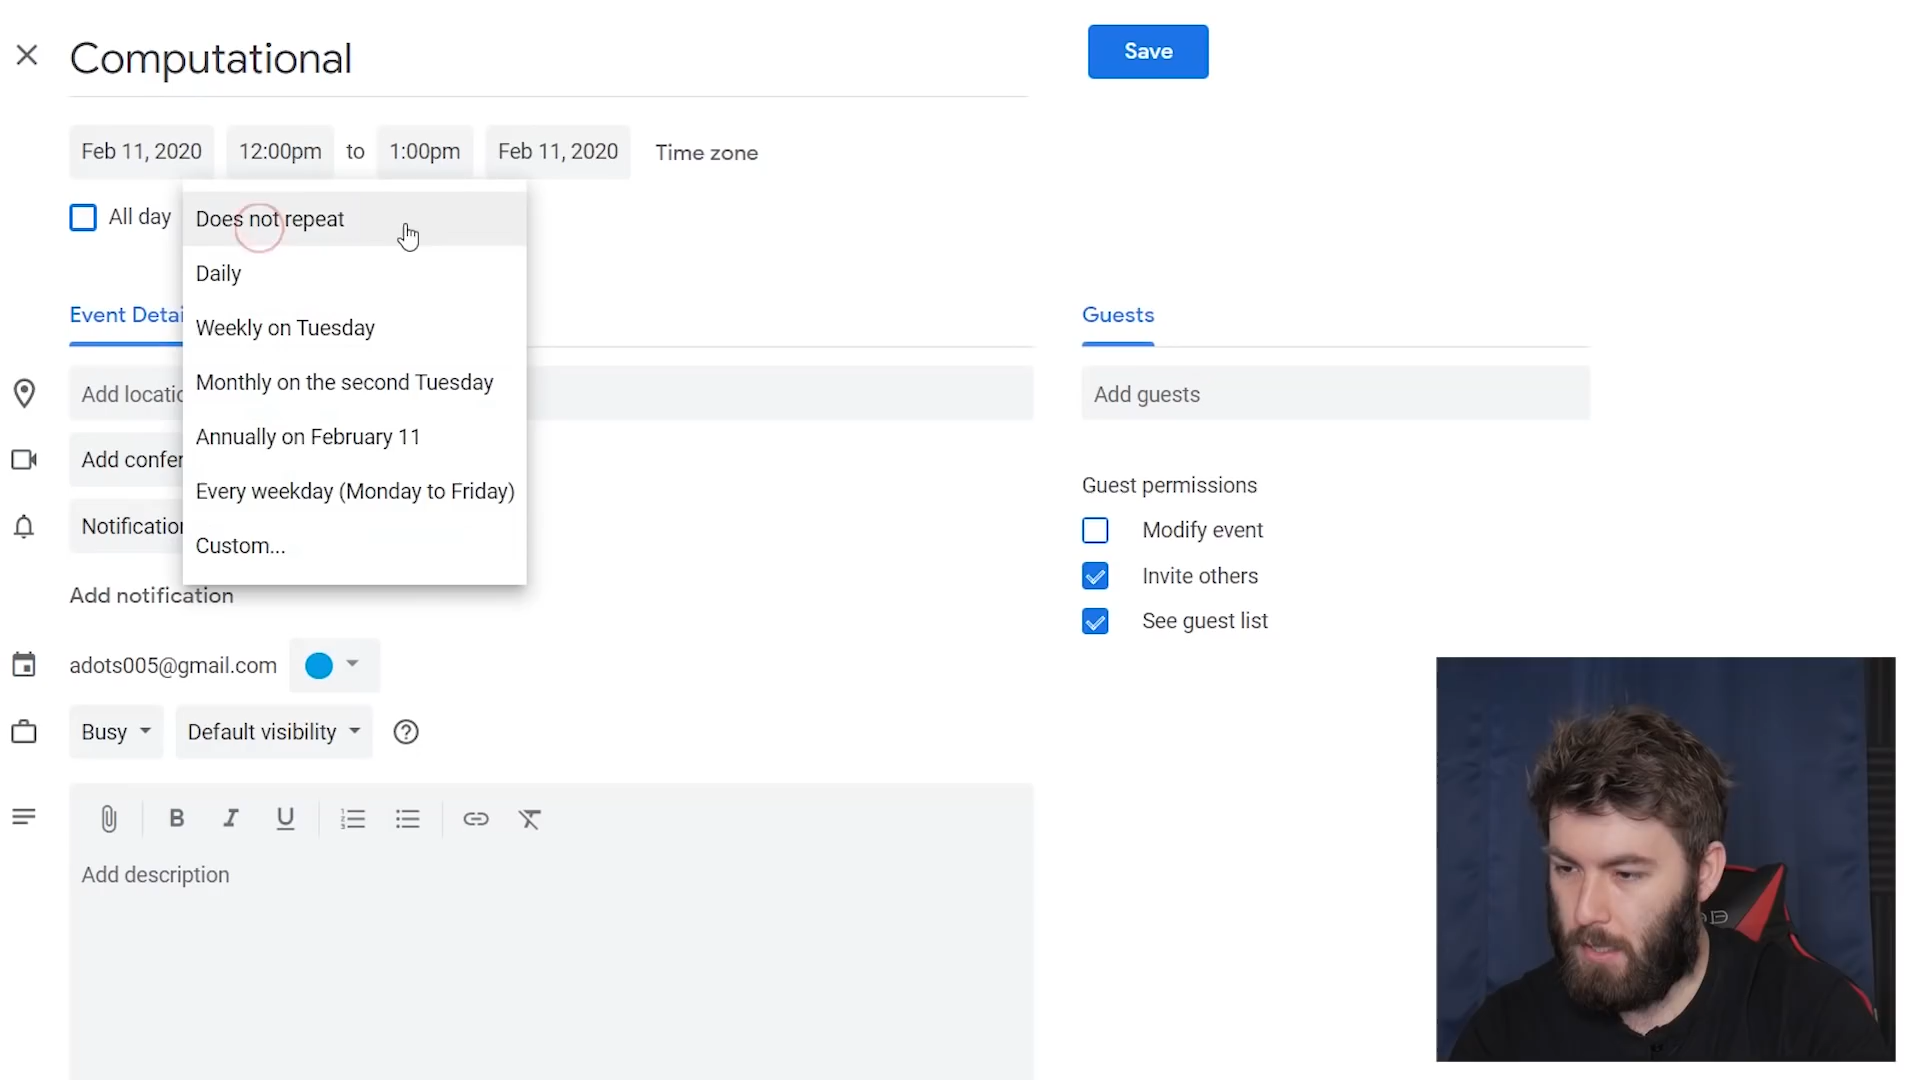 Computational
Save
Feb 11, 2020 12:00pm to 1:00pm Feb 11, 2020 Time zone
All day
Does not repeat
Daily
Weekly on Tuesday
Monthly on the second Tuesday
Annually on February 11
Every weekday (Monday to Friday)
Custom...
Event Detai
Guests
Add locatio
Add guests
Add confer
Notification
Add notification
Guest permissions
Modify event
Invite others
See guest list
adots005@gmail.com
Busy Default visibility
B I U
Add description